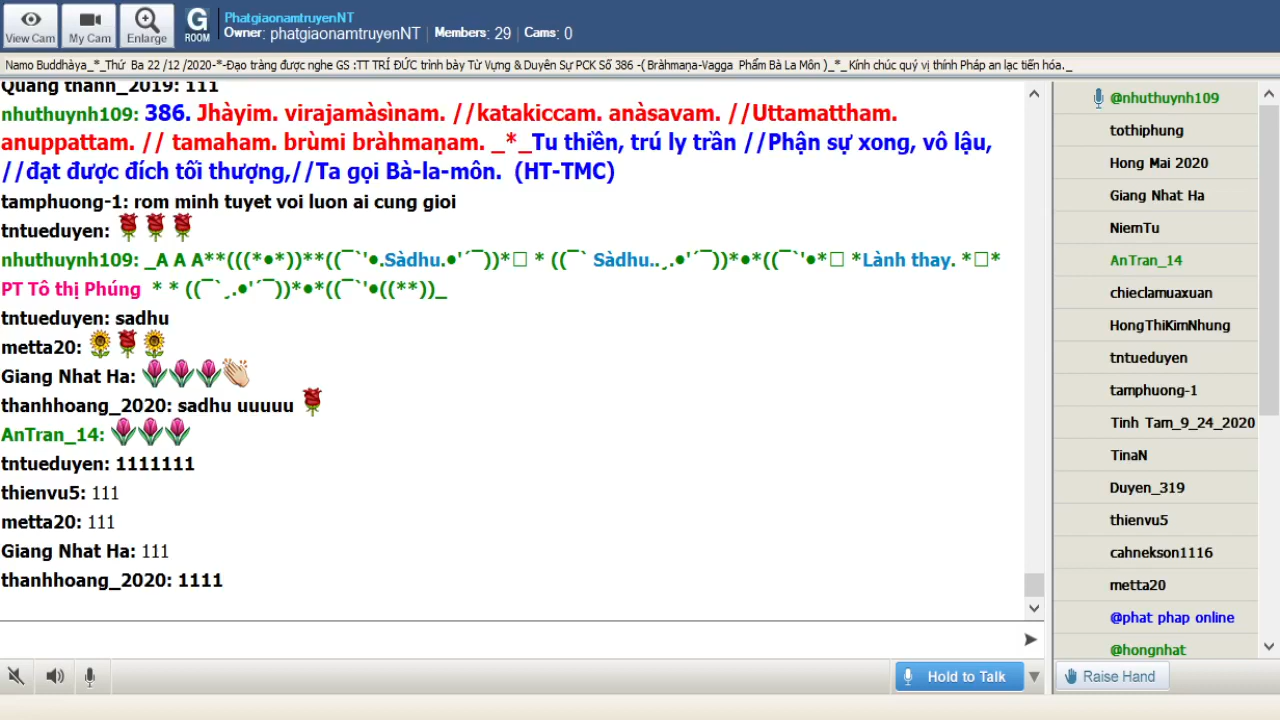 View Cam
My Cam
Enlarge
G
ROOM
PhatgiaonamtruyenNT
Owner: phatgiaonamtruyenNT | Members: 29 | Cams: 0
Namo Buddhàya_*_Thứ Ba 22 /12 /2020-*-Đạo tràng được nghe GS :TT TRÍ ĐỨC trình bày Từ Vựng & Duyên Sự PCK Số 386 -( Bràhmaṇa-Vagga Phẩm Bà La Môn )_*_ Kính chúc quý vị thính Pháp an lạc tiến hóa._
Quang thanh_2019: 111
nhuthuynh109: 386. Jhàyim. virajamàsìnam. //katakiccam. anàsavam. //Uttamattham.
anuppattam. // tamaham. brùmi bràhmaṇam. _*_Tu thiền, trú ly trần //Phận sự xong, vô lậu,
//đạt được đích tối thượng,//Ta gọi Bà-la-môn. (HT-TMC)
tamphuong-1: rom minh tuyet voi luon ai cung gioi
tntueduyen:
nhuthuynh109: _A A A**(((*•*))**((¯`'•.Sàdhu.•'´¯))*□ * ((¯` Sàdhu..¸.•'´¯))*•*((¯`'•*□ *Lành thay. *□*
PT Tô thị Phúng * * ((¯`¸.•'´¯))*•*((¯`'•((**))_
tntueduyen: sadhu
metta20:
Giang Nhat Ha:
thanhhoang_2020: sadhu uuuuu
AnTran_14:
tntueduyen: 1111111
thienvu5: 111
metta20: 111
Giang Nhat Ha: 111
thanhhoang_2020: 1111
Hold to Talk
@nhuthuynh109
tothiphung
Hong Mai 2020
Giang Nhat Ha
NiemTu
AnTran_14
chieclamuaxuan
HongThiKimNhung
tntueduyen
tamphuong-1
Tinh Tam_9_24_2020
TinaN
Duyen_319
thienvu5
cahnekson1116
metta20
@phat phap online
@hongnhat
Raise Hand